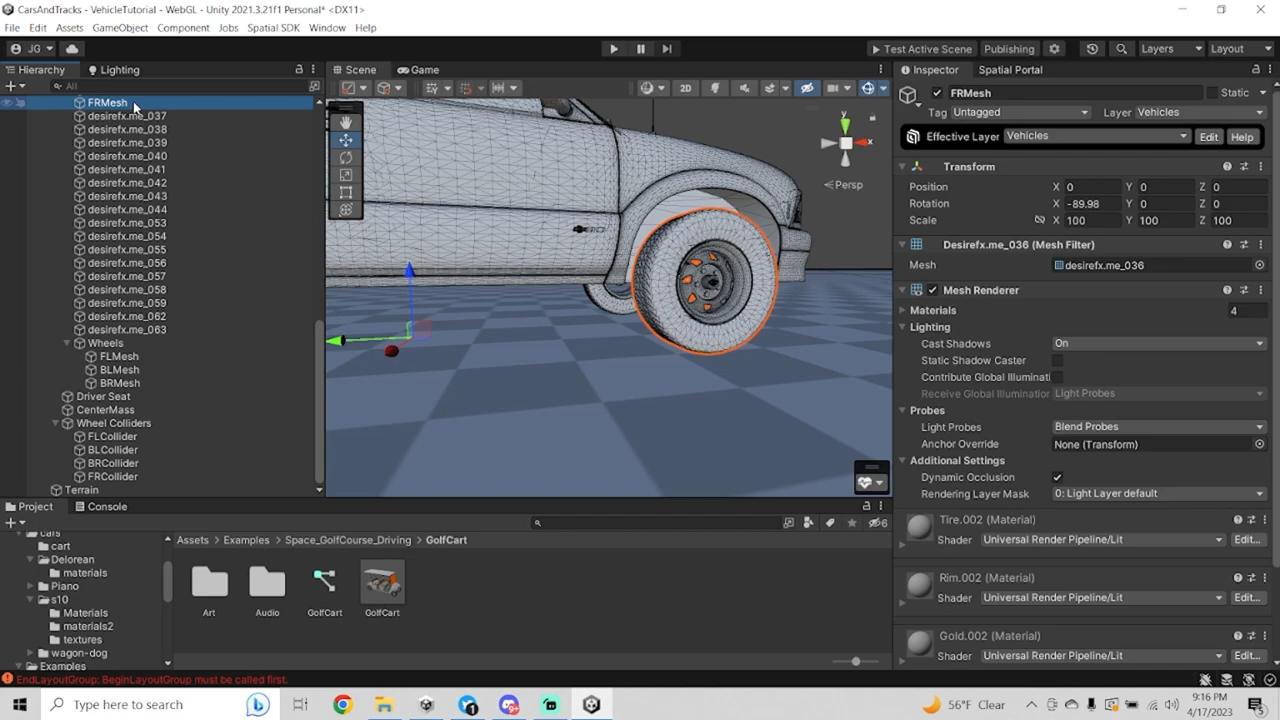 CarsAndTracks - VehicleTutorial - WebGL - Unity 2021.3.21f1 Personal* <DX11>
File Edit Assets GameObject Component Jobs Spatial SDK Window Help
JG
Test Active Scene Publishing Layers Layout
Hierarchy Lighting
All
FRMesh
desirefx.me_037
desirefx.me_038
desirefx.me_039
desirefx.me_040
desirefx.me_041
desirefx.me_042
desirefx.me_043
desirefx.me_044
desirefx.me_053
desirefx.me_054
desirefx.me_055
desirefx.me_056
desirefx.me_057
desirefx.me_058
desirefx.me_059
desirefx.me_062
desirefx.me_063
Wheels
FLMesh
BLMesh
BRMesh
Driver Seat
CenterMass
Wheel Colliders
FLCollider
BLCollider
BRCollider
FRCollider
Terrain
Scene Game
2D
y
x
Persp
Inspector Spatial Portal
FRMesh Static
Tag Untagged Layer Vehicles
Effective Layer Vehicles Edit Help
Transform
Position X 0 Y 0 Z 0
Rotation X -89.98 Y 0 Z 0
Scale X 100 Y 100 Z 100
Desirefx.me_036 (Mesh Filter)
Mesh desirefx.me_036
Mesh Renderer
Materials 4
Lighting
Cast Shadows On
Static Shadow Caster
Contribute Global Illuminati
Receive Global Illumination Light Probes
Probes
Light Probes Blend Probes
Anchor Override None (Transform)
Additional Settings
Dynamic Occlusion
Rendering Layer Mask 0: Light Layer default
Tire.002 (Material)
Shader Universal Render Pipeline/Lit Edit...
Rim.002 (Material)
Shader Universal Render Pipeline/Lit Edit...
Gold.002 (Material)
Shader Universal Render Pipeline/Lit Edit...
Project Console
6
cars
cart
Delorean
materials
Piano
s10
Materials
materials2
textures
wagon-dog
Examples
Assets Examples Space_GolfCourse_Driving GolfCart
Art Audio GolfCart GolfCart
EndLayoutGroup: BeginLayoutGroup must be called first.
Type here to search
56°F Clear
9:16 PM
4/17/2023